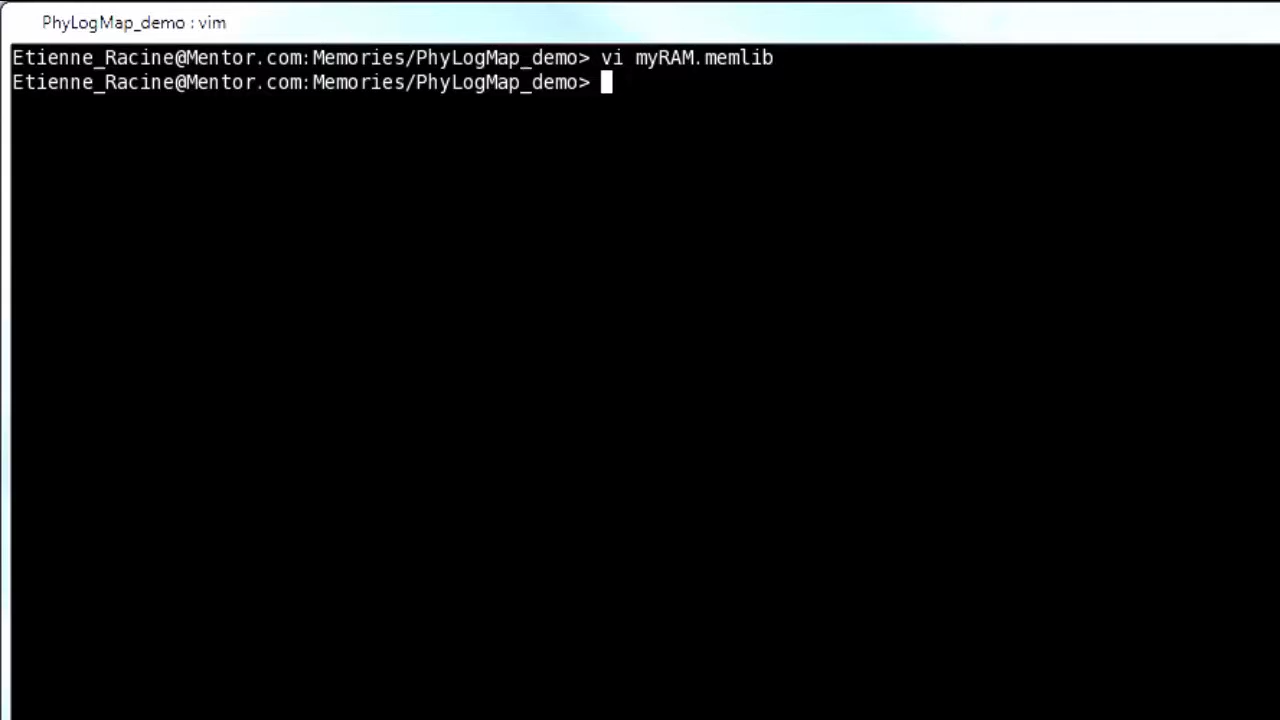 PhyLogMap_demo : vim
Etienne_Racine@Mentor.com:Memories/PhyLogMap_demo> vi myRAM.memlib
Etienne_Racine@Mentor.com:Memories/PhyLogMap_demo>